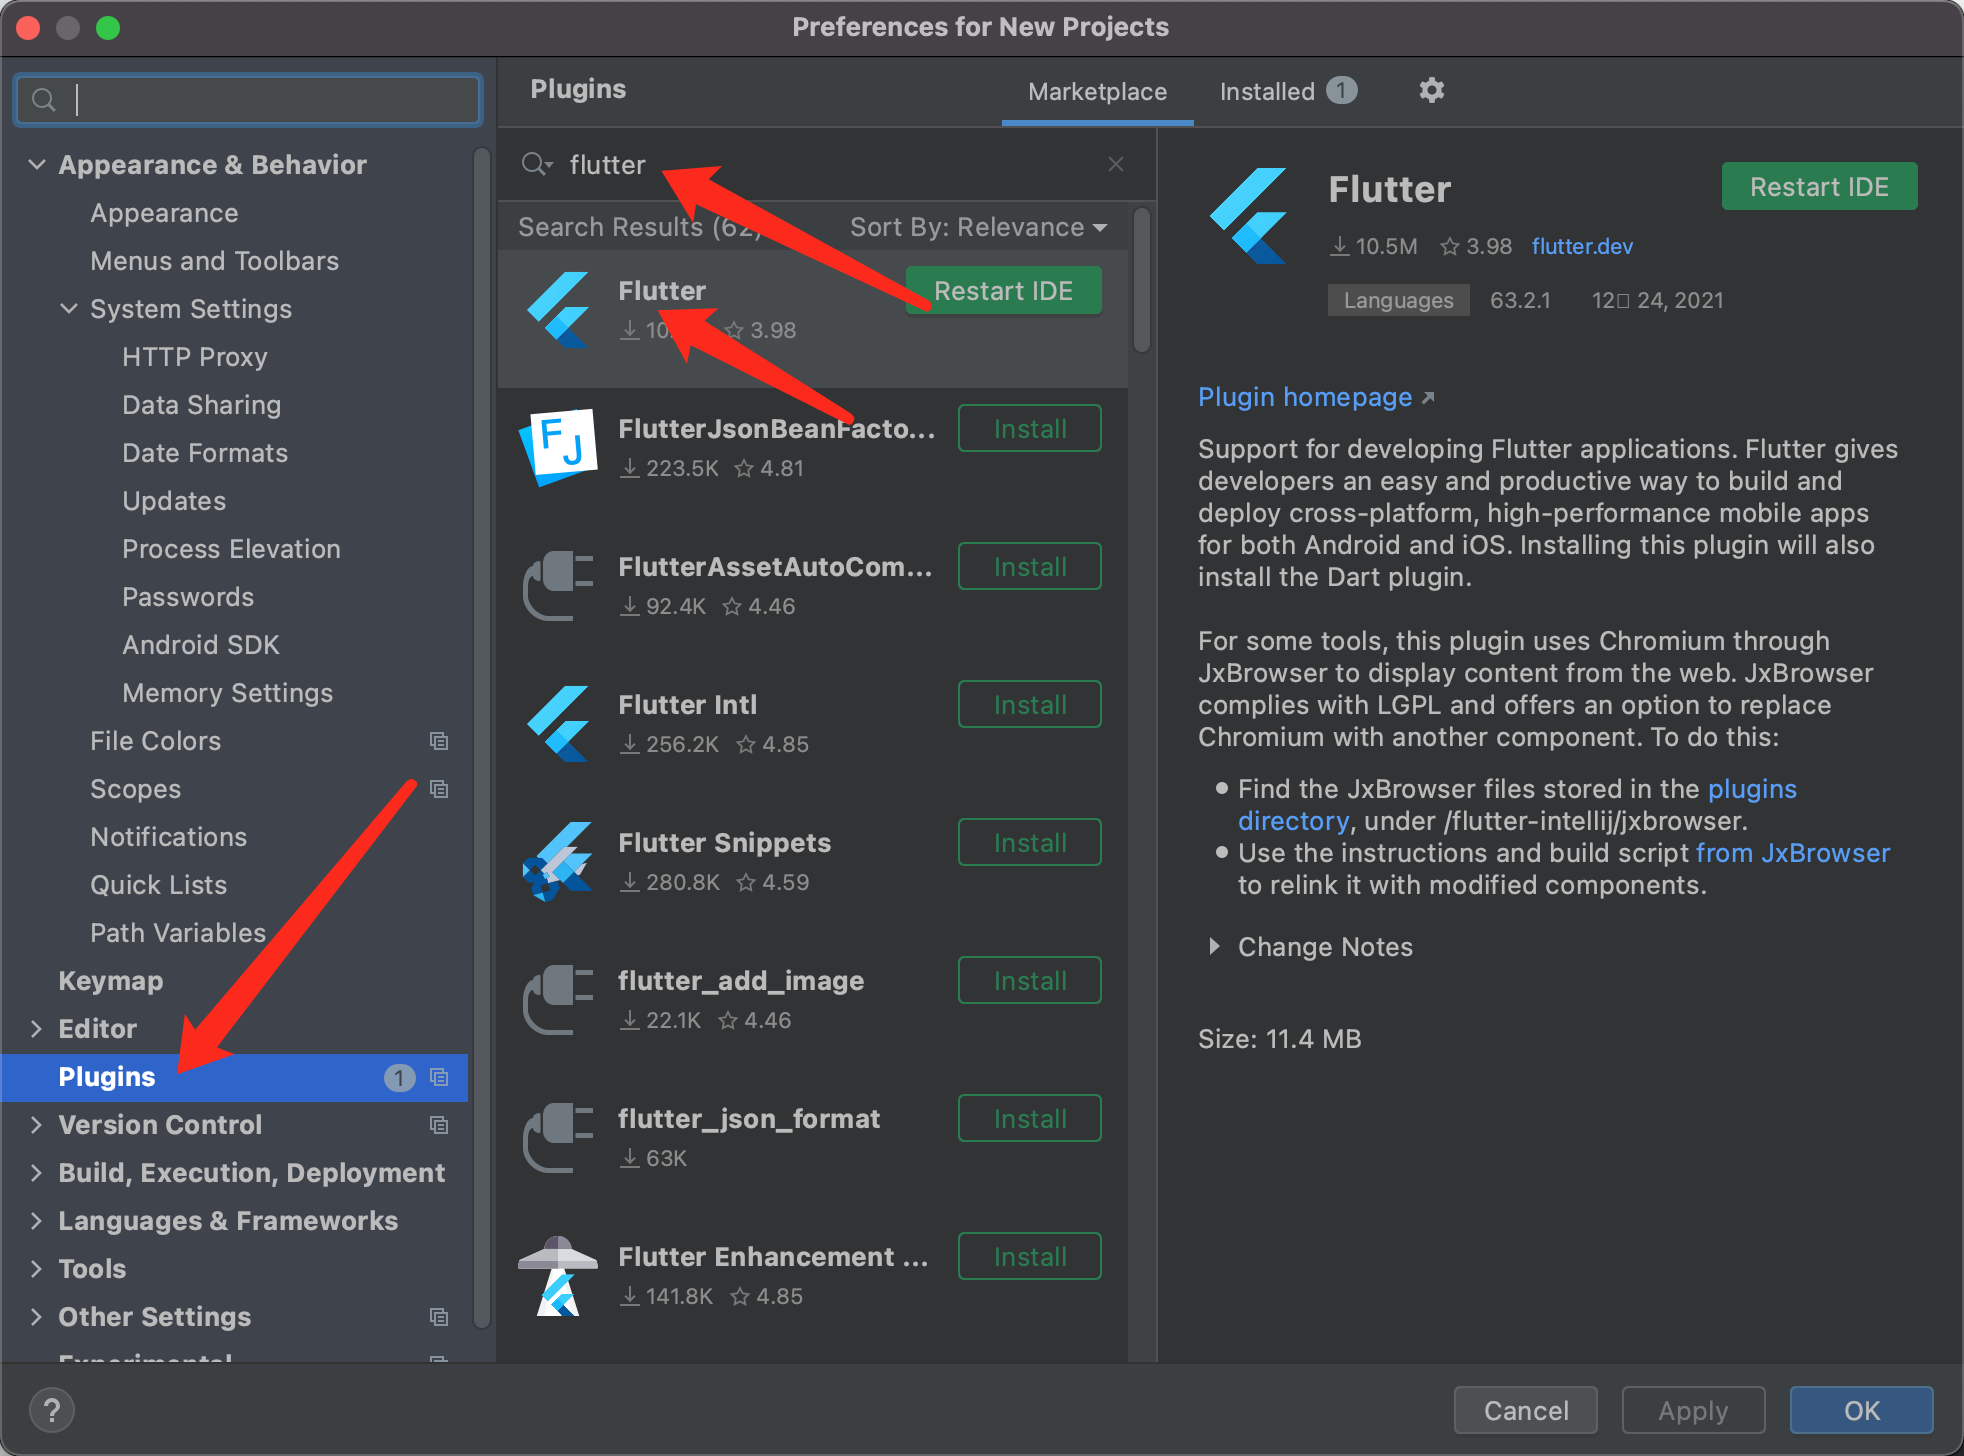 Preferences for New Projects
Appearance & Behavior
Appearance
Menus and Toolbars
System Settings
HTTP Proxy
Data Sharing
Date Formats
Updates
Process Elevation
Passwords
Android SDK
Memory Settings
File Colors
Scopes
Notifications
Quick Lists
Path Variables
Keymap
Editor
Plugins 1
Version Control
Build, Execution, Deployment
Languages & Frameworks
Tools
Other Settings
Experimental
?
Plugins
Marketplace Installed 1
flutter
Search Results (62) Sort By: Relevance
Flutter Restart IDE
3.98
FlutterJsonBeanFacto... Install
223.5K 4.81
FlutterAssetAutoCom... Install
92.4K 4.46
Flutter Intl Install
256.2K 4.85
Flutter Snippets Install
280.8K 4.59
flutter_add_image Install
22.1K 4.46
flutter_json_format Install
63K
Flutter Enhancement ... Install
141.8K 4.85
Flutter Restart IDE
10.5M 3.98 flutter.dev
Languages 63.2.1 12 24, 2021
Plugin homepage
Support for developing Flutter applications. Flutter gives
developers an easy and productive way to build and
deploy cross-platform, high-performance mobile apps
for both Android and iOS. Installing this plugin will also
install the Dart plugin.
For some tools, this plugin uses Chromium through
JxBrowser to display content from the web. JxBrowser
complies with LGPL and offers an option to replace
Chromium with another component. To do this:
Find the JxBrowser files stored in the plugins
directory, under /flutter-intellij/jxbrowser.
Use the instructions and build script from JxBrowser
to relink it with modified components.
Change Notes
Size: 11.4 MB
Cancel Apply OK